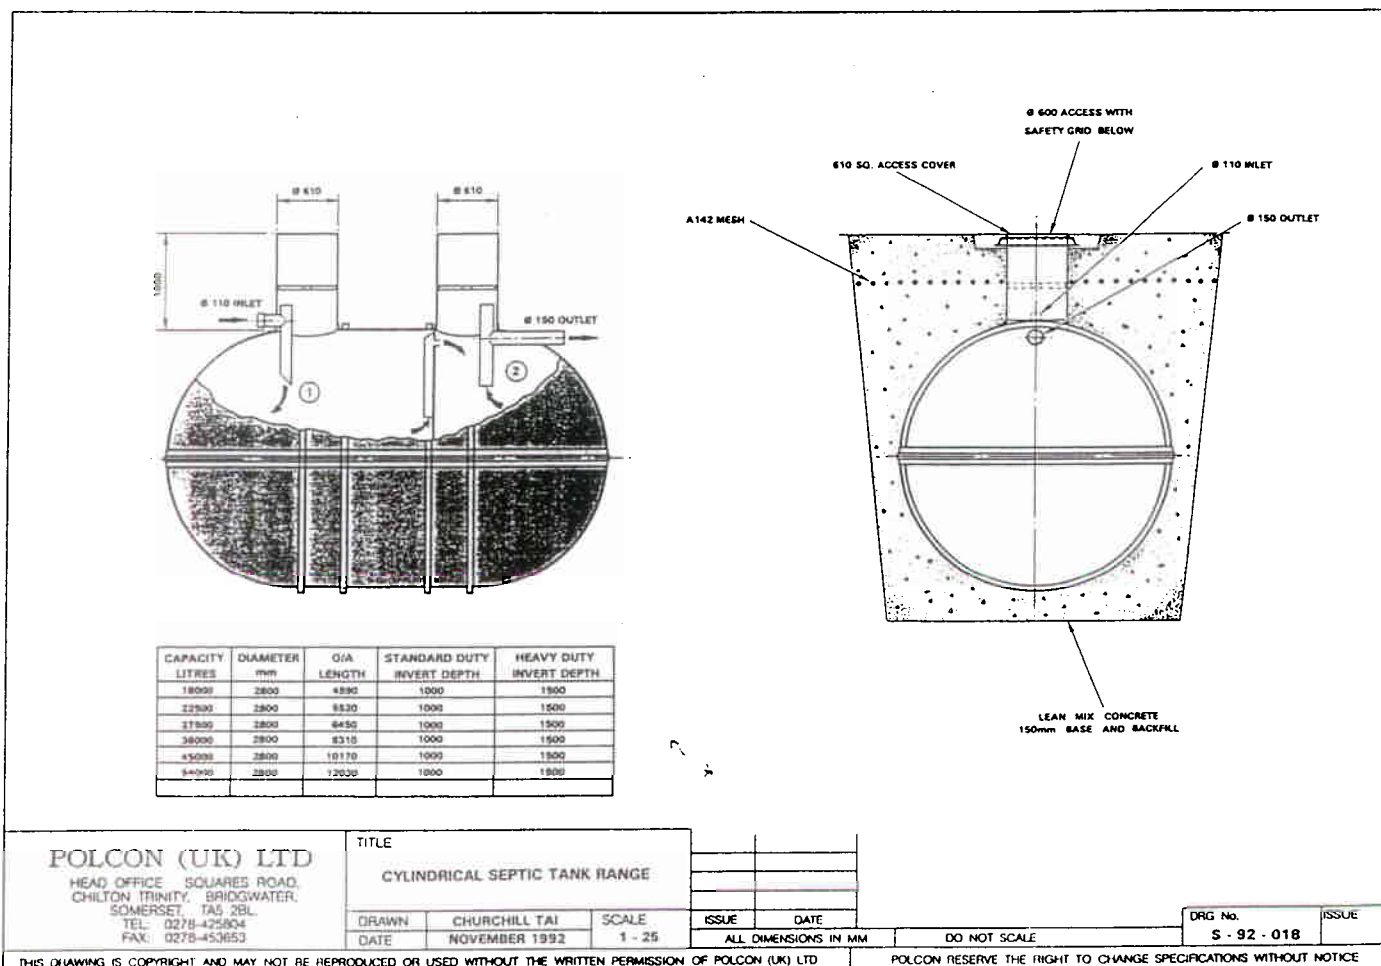 Ø 600 ACCESS WITH
SAFETY GRID BELOW
610 SQ. ACCESS COVER
Ø 110 INLET
A142 MESH
Ø 150 OUTLET
Ø 610
Ø 610
1000
Ø 110 INLET
Ø 150 OUTLET
1
2
LEAN MIX CONCRETE
150mm BASE AND BACKFILL
CAPACITY LITRES DIAMETER mm O/A LENGTH STANDARD DUTY INVERT DEPTH HEAVY DUTY INVERT DEPTH
18000 2800 4590 1000 1500
22500 2800 5520 1000 1500
27500 2800 6450 1000 1500
36000 2800 8310 1000 1500
45000 2800 10170 1000 1500
54000 2800 12030 1000 1500
POLCON (UK) LTD
HEAD OFFICE SQUARES ROAD,
CHILTON TRINITY, BRIDGWATER,
SOMERSET, TA5 2BL.
TEL: 0278-425804
FAX: 0278-453653
TITLE
CYLINDRICAL SEPTIC TANK RANGE
DRAWN CHURCHILL TAI SCALE
DATE NOVEMBER 1992 1 - 25
ISSUE DATE
ALL DIMENSIONS IN MM
DO NOT SCALE
DRG No. ISSUE
S - 92 - 018
THIS DRAWING IS COPYRIGHT AND MAY NOT BE REPRODUCED OR USED WITHOUT THE WRITTEN PERMISSION OF POLCON (UK) LTD
POLCON RESERVE THE RIGHT TO CHANGE SPECIFICATIONS WITHOUT NOTICE